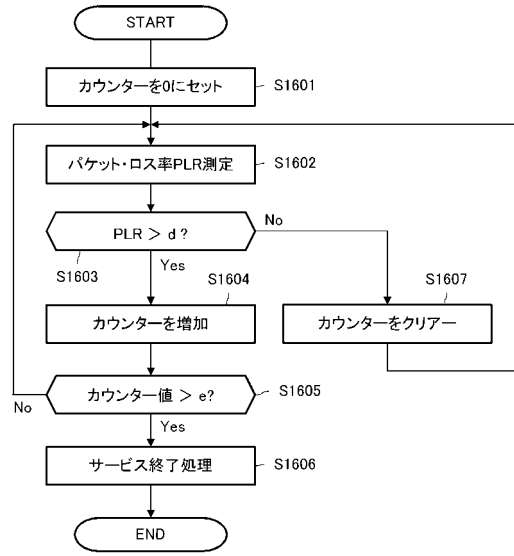 START
カウンターを0にセット
S1601
パケット・ロス率PLR測定
S1602
PLR > d ?
No
S1603
Yes
S1604
S1607
カウンターを増加
カウンターをクリアー
カウンター値 > e?
S1605
No
Yes
サービス終了処理
S1606
END